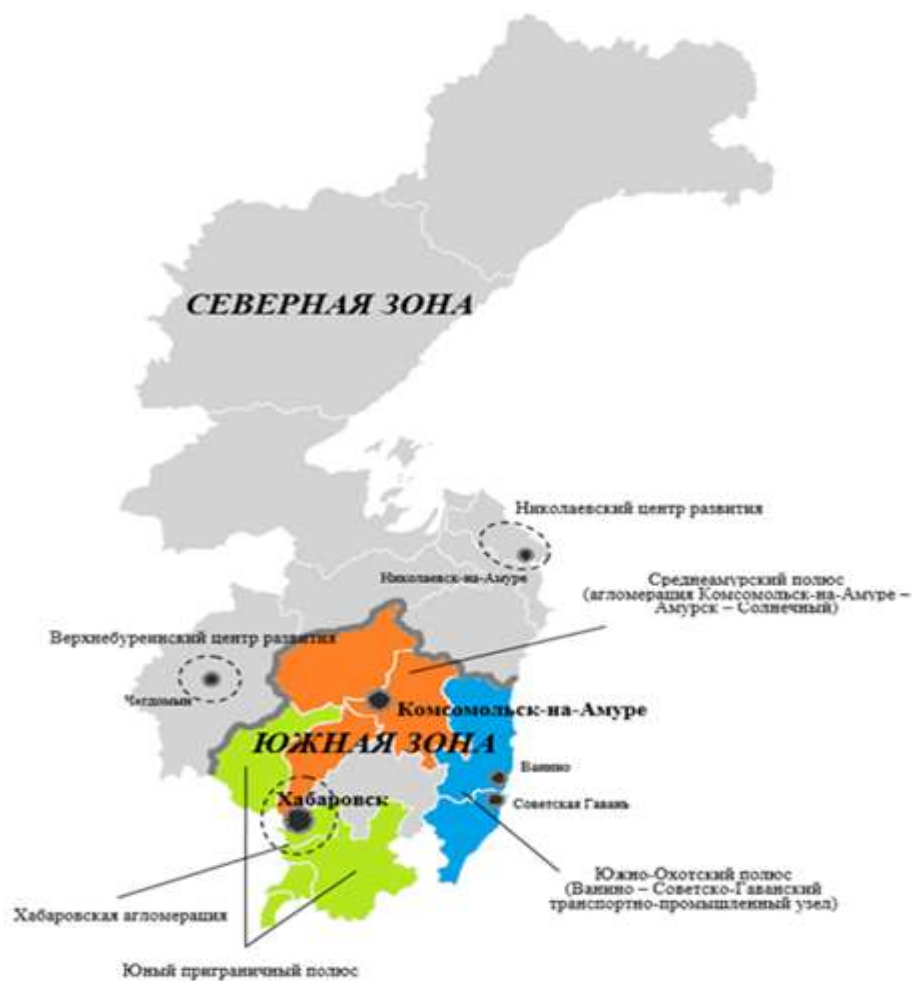 СЕВЕРНАЯ ЗОНА
Николаевский центр развития
Николаевск-на-Амуре
Среднеамурский полюс
(агломерация Комсомольск-на-Амуре –
Амурск – Солнечный)
Верхнебуреинский центр развития
Чегдомын
Комсомольск-на-Амуре
ЮЖНАЯ ЗОНА
Ванино
Хабаровск
Советская Гавань
Южно-Охотский полюс
(Ванино – Советско-Гаванский
транспортно-промышленный узел)
Хабаровская агломерация
Юный приграничный полюс